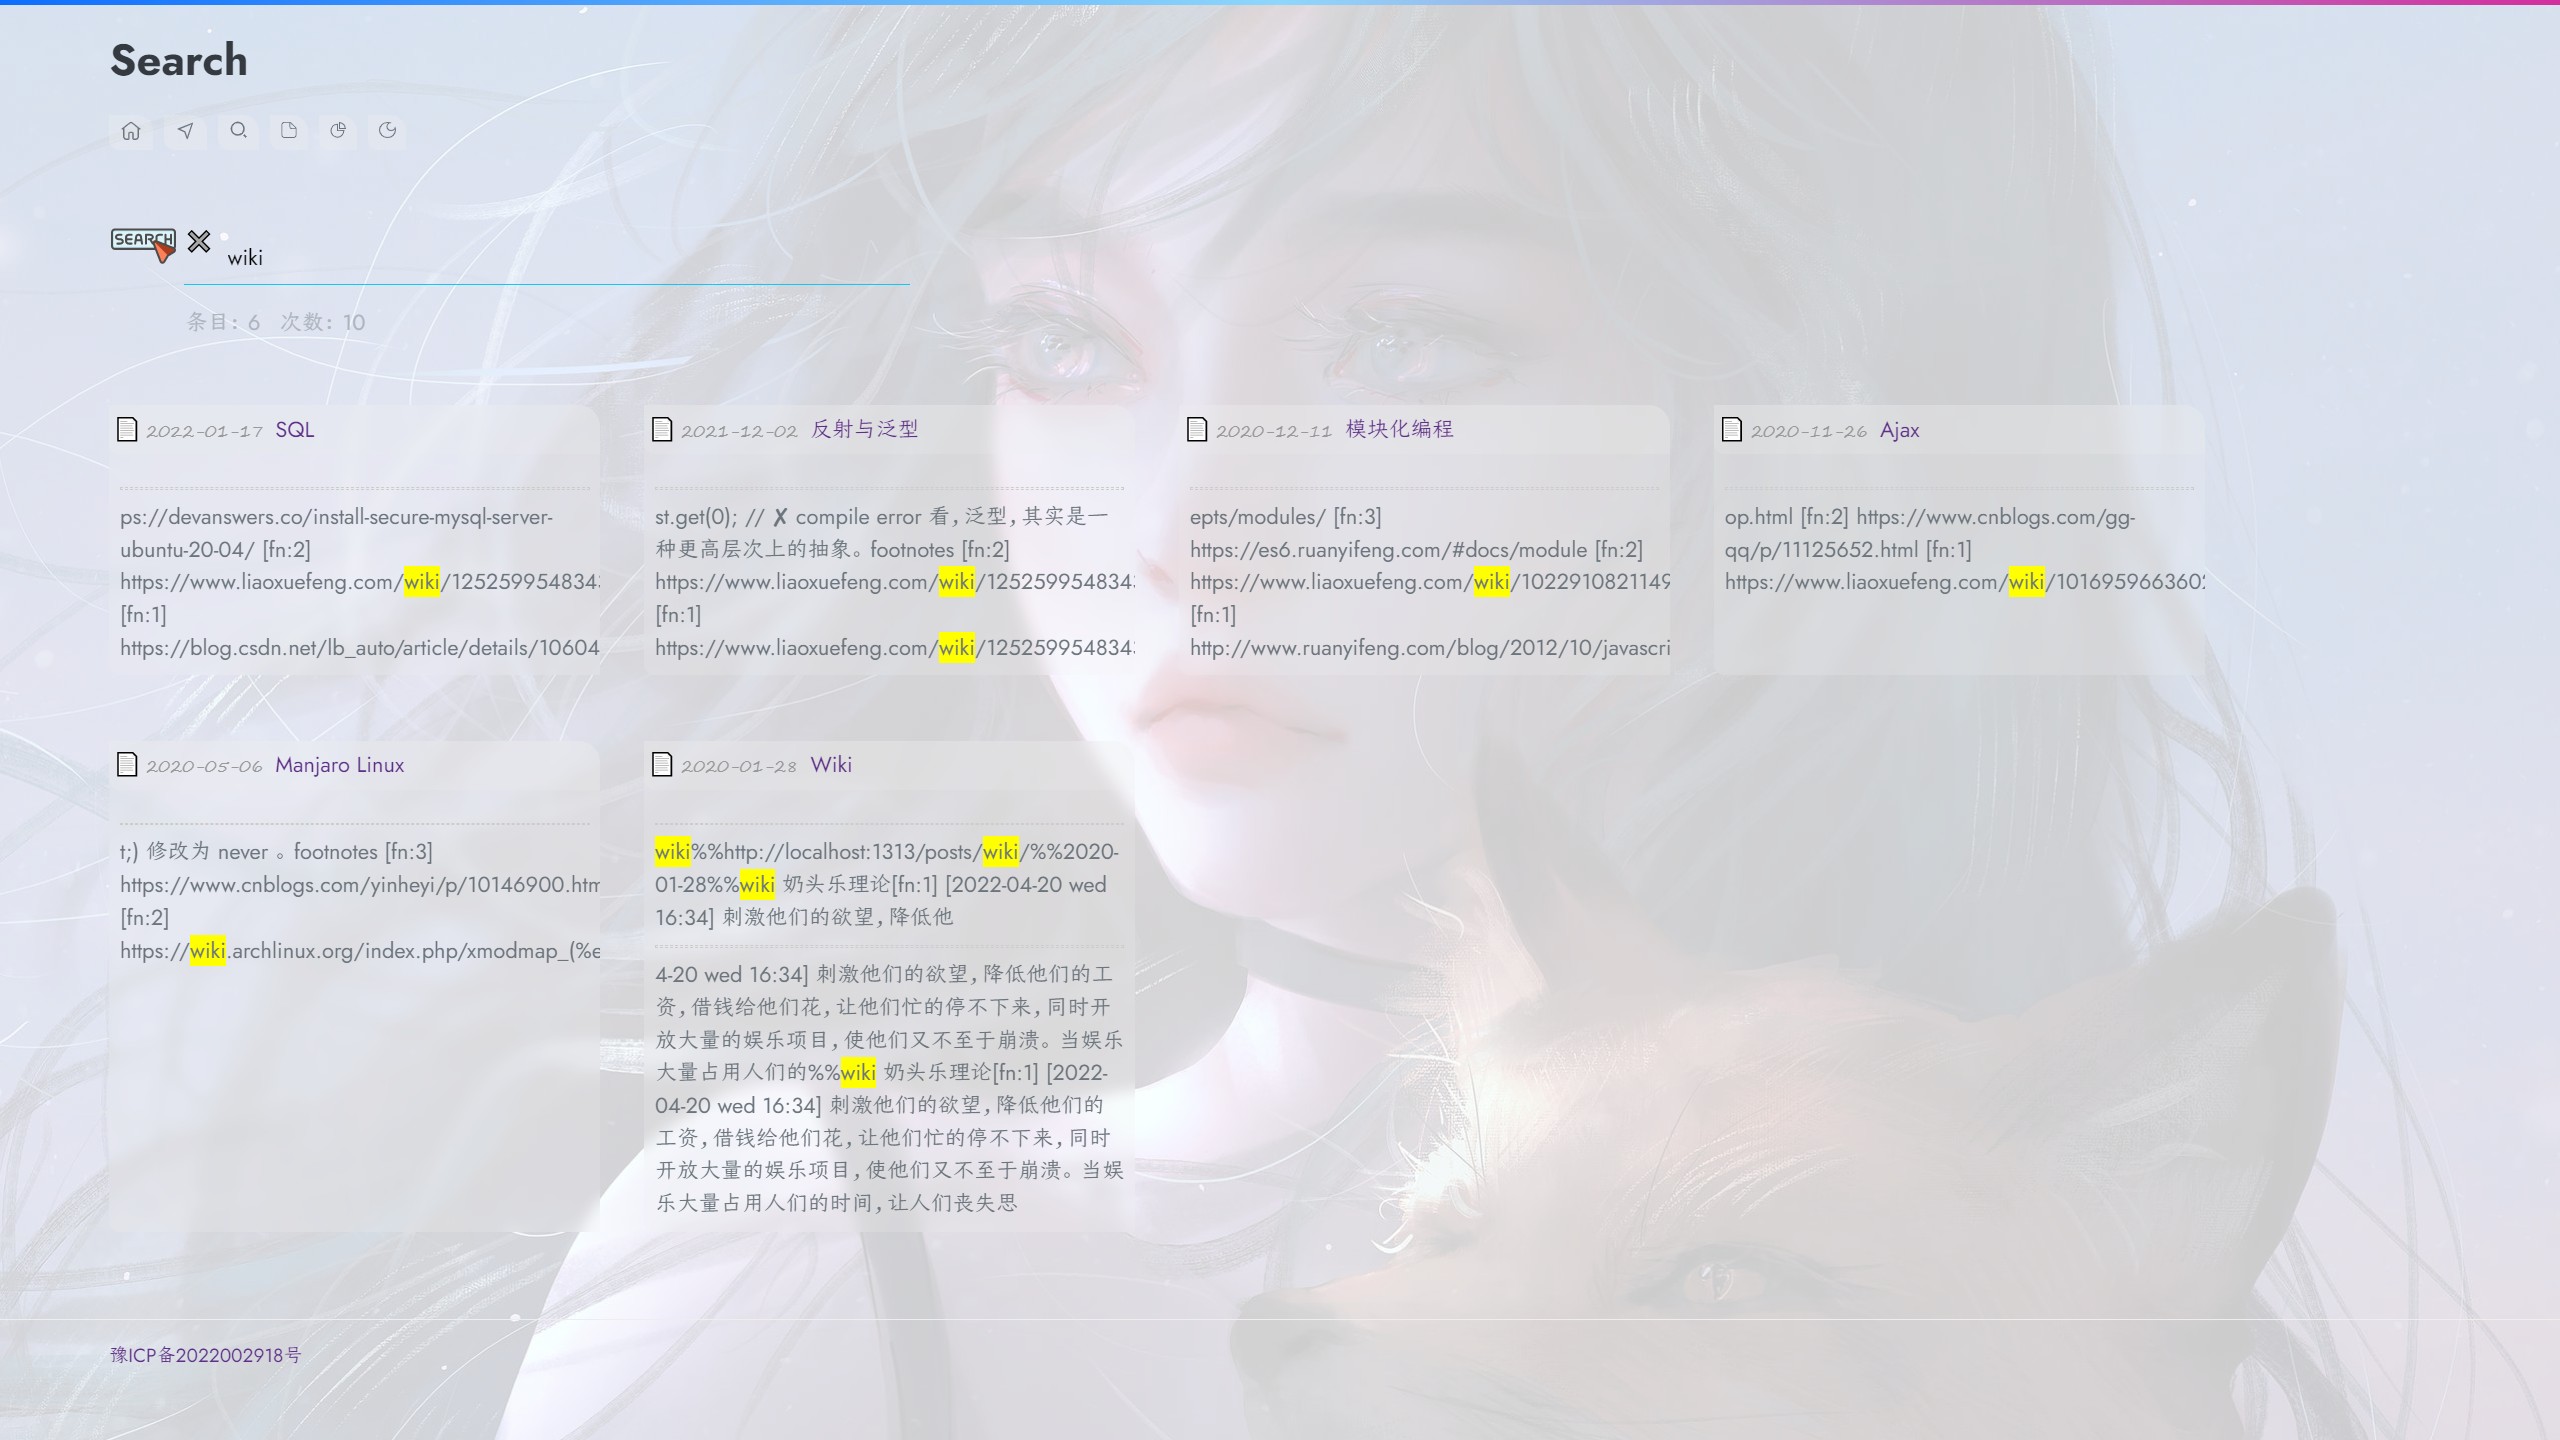 Search
SEARCH
wiki
条目: 6 次数: 10
2022-01-17 SQL
ps://devanswers.co/install-secure-mysql-server-
ubuntu-20-04/ [fn:2]
https://www.liaoxuefeng.com/wiki/125259954834
[fn:1]
https://blog.csdn.net/lb_auto/article/details/10604
2021-12-02 反射与泛型
st.get(0); // ✗ compile error 看,泛型,其实是一
种更高层次上的抽象。footnotes [fn:2]
https://www.liaoxuefeng.com/wiki/125259954834
[fn:1]
https://www.liaoxuefeng.com/wiki/125259954834
2020-12-11 模块化编程
epts/modules/ [fn:3]
https://es6.ruanyifeng.com/#docs/module [fn:2]
https://www.liaoxuefeng.com/wiki/1022910821149
[fn:1]
http://www.ruanyifeng.com/blog/2012/10/javascri
2020-11-26 Ajax
op.html [fn:2] https://www.cnblogs.com/gg-
qq/p/11125652.html [fn:1]
https://www.liaoxuefeng.com/wiki/101695966360
2020-05-06 Manjaro Linux
t;) 修改为 never 。footnotes [fn:3]
https://www.cnblogs.com/yinheyi/p/10146900.htm
[fn:2]
https://wiki.archlinux.org/index.php/xmodmap_(%e
2020-01-28 Wiki
wiki%%http://localhost:1313/posts/wiki/%%2020-
01-28%%wiki 奶头乐理论[fn:1] [2022-04-20 wed
16:34] 刺激他们的欲望,降低他
4-20 wed 16:34] 刺激他们的欲望,降低他们的工
资,借钱给他们花,让他们忙的停不下来,同时开
放大量的娱乐项目,使他们又不至于崩溃。当娱乐
大量占用人们的%%wiki 奶头乐理论[fn:1] [2022-
04-20 wed 16:34] 刺激他们的欲望,降低他们的
工资,借钱给他们花,让他们忙的停不下来,同时
开放大量的娱乐项目,使他们又不至于崩溃。当娱
乐大量占用人们的时间,让人们丧失思
豫ICP备2022002918号